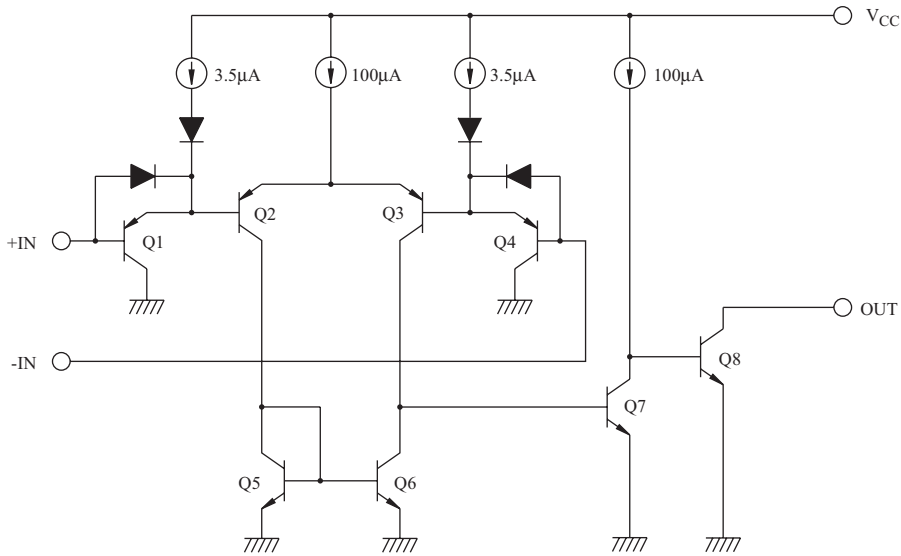 V_CC
3.5μA
100μA
3.5μA
100μA
Q2
Q3
+IN
Q1
Q4
OUT
-IN
Q8
Q7
Q5
Q6